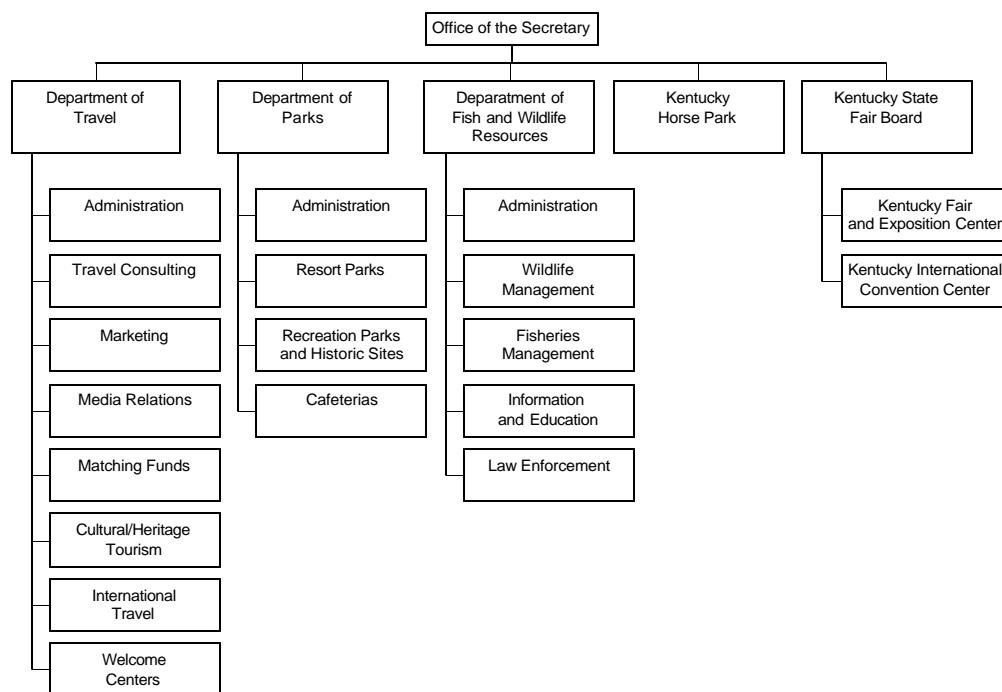 Office of the Secretary
Department of
Travel
Department of
Parks
Deparatment of
Fish and Wildlife
Resources
Kentucky
Horse Park
Kentucky State
Fair Board
Administration
Travel Consulting
Marketing
Media Relations
Matching Funds
Cultural/Heritage
Tourism
International
Travel
Welcome
Centers
Administration
Resort Parks
Recreation Parks
and Historic Sites
Cafeterias
Administration
Wildlife
Management
Fisheries
Management
Information
and Education
Law Enforcement
Kentucky Fair
and Exposition Center
Kentucky International
Convention Center